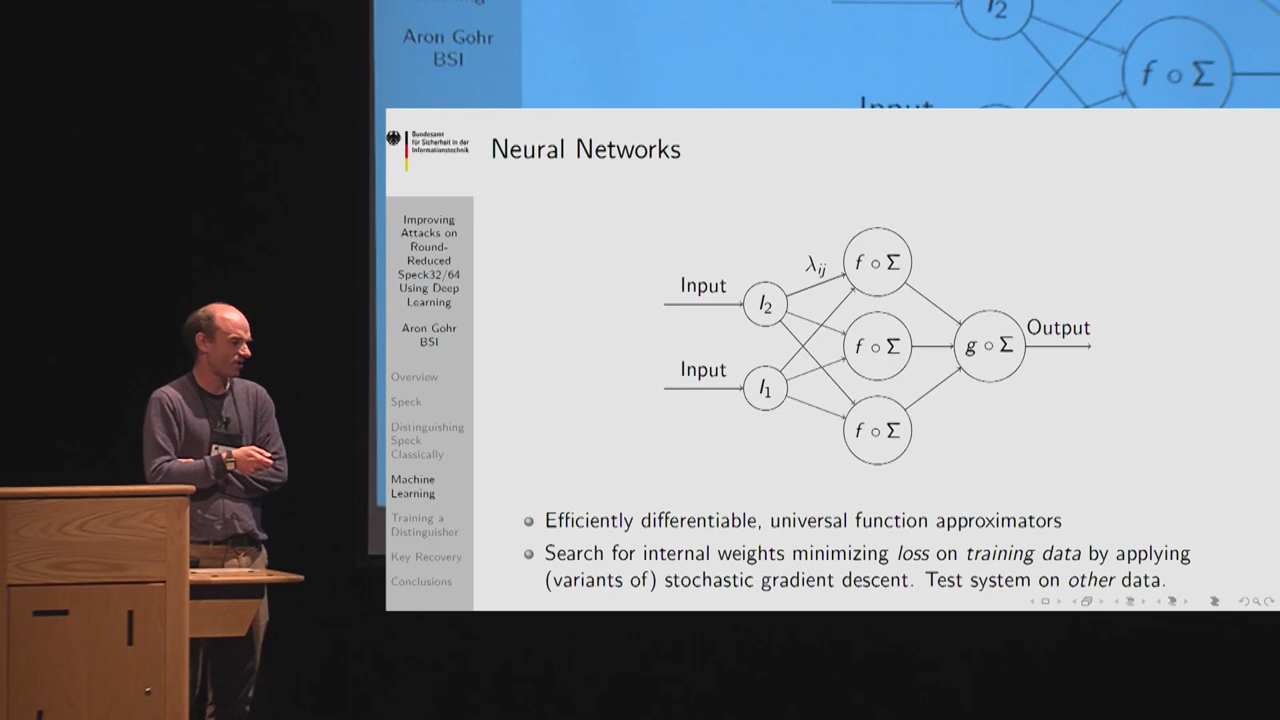 Aron Gohr
BSI
I2
f ∘ Σ
Input
Bundesamt
für Sicherheit in der
Informationstechnik
Neural Networks
Improving
Attacks on
Round-
Reduced
Speck32/64
Using Deep
Learning
Aron Gohr
BSI
Overview
Speck
Distinguishing
Speck
Classically
Machine
Learning
Training a
Distinguisher
Key Recovery
Conclusions
λij
f ∘ Σ
Input
I2
f ∘ Σ
g ∘ Σ
Output
Input
I1
f ∘ Σ
Efficiently differentiable, universal function approximators
Search for internal weights minimizing loss on training data by applying
(variants of) stochastic gradient descent. Test system on other data.